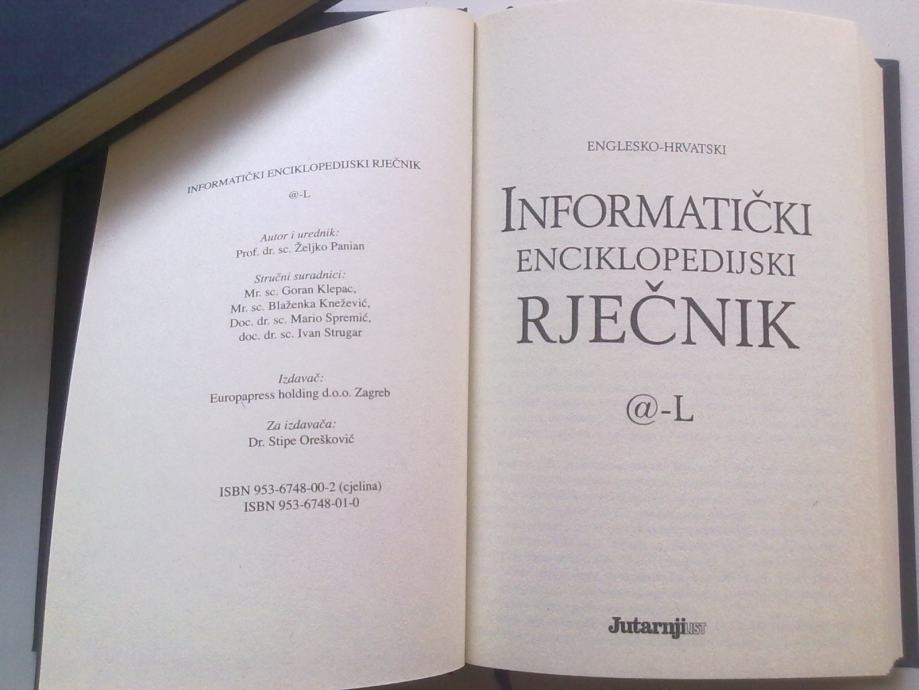 INFORMATIČKI ENCIKLOPEDIJSKI RJEČNIK
@-L
Autor i urednik:
Prof. dr. sc. Željko Panian
Stručni suradnici:
Mr. sc. Goran Klepac,
Mr. sc. Blaženka Knežević,
Doc. dr. sc. Mario Spremić,
doc. dr. sc. Ivan Strugar
Izdavač:
Europapress holding d.o.o. Zagreb
Za izdavača:
Dr. Stipe Orešković
ISBN 953-6748-00-2 (cjelina)
ISBN 953-6748-01-0
ENGLESKO-HRVATSKI
INFORMATIČKI
ENCIKLOPEDIJSKI
RJEČNIK
@-L
Jutarnji LIST